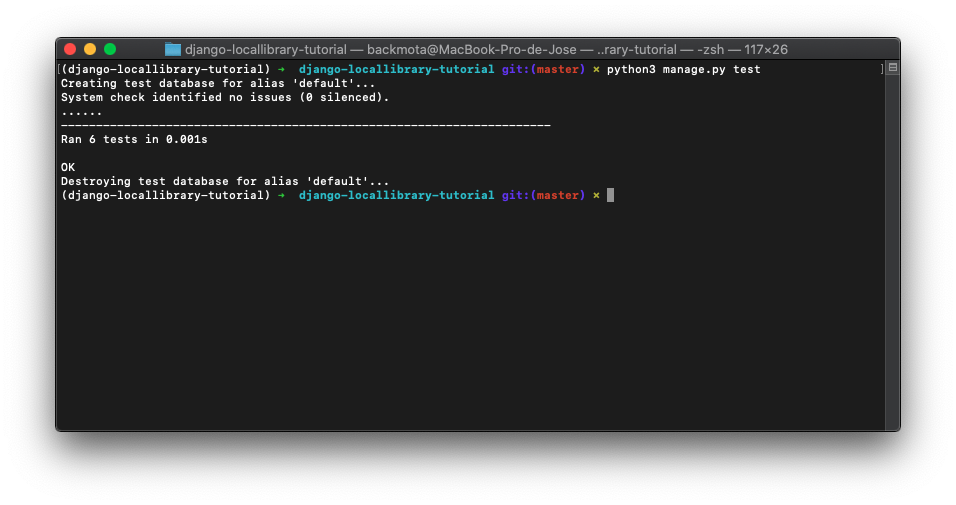 django-locallibrary-tutorial — backmota@MacBook-Pro-de-Jose — ..rary-tutorial — -zsh — 117×26
[(django-locallibrary-tutorial) ➜  django-locallibrary-tutorial git:(master) ✗ python3 manage.py test ]
Creating test database for alias 'default'...
System check identified no issues (0 silenced).
......
----------------------------------------------------------------------
Ran 6 tests in 0.001s
OK
Destroying test database for alias 'default'...
(django-locallibrary-tutorial) ➜  django-locallibrary-tutorial git:(master) ✗